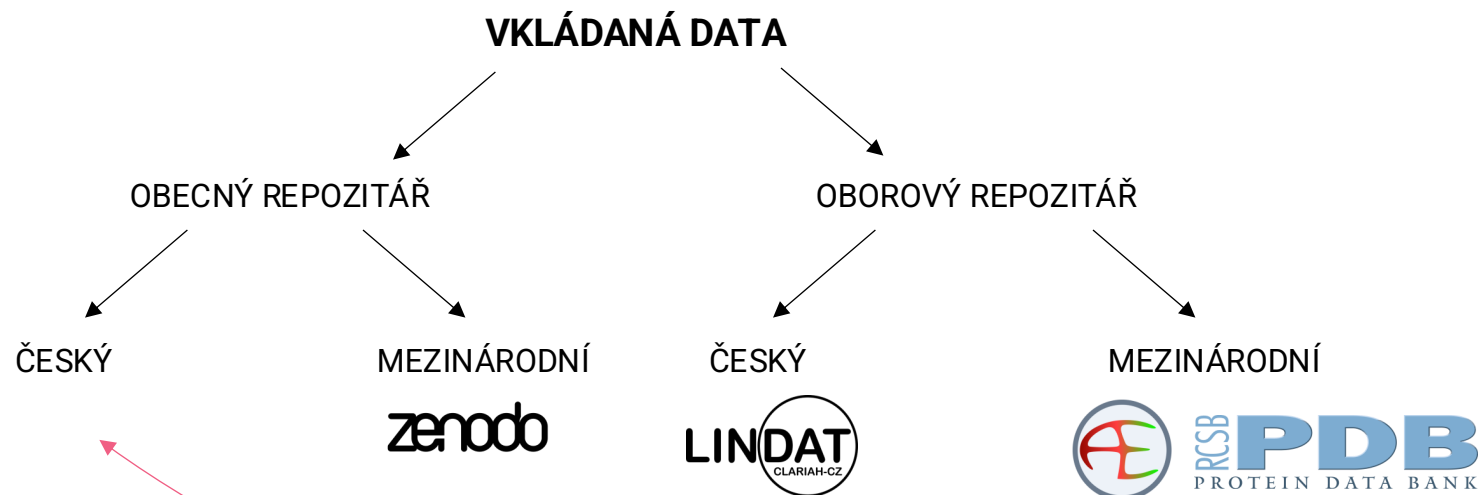 VKLÁDANÁ DATA
OBECNÝ REPOZITÁŘ
OBOROVÝ REPOZITÁŘ
ČESKÝ
MEZINÁRODNÍ
ČESKÝ
MEZINÁRODNÍ
zenodo
LINDAT
CLARIAH-CZ
AE
RCSB
PDB
PROTEIN DATA BANK